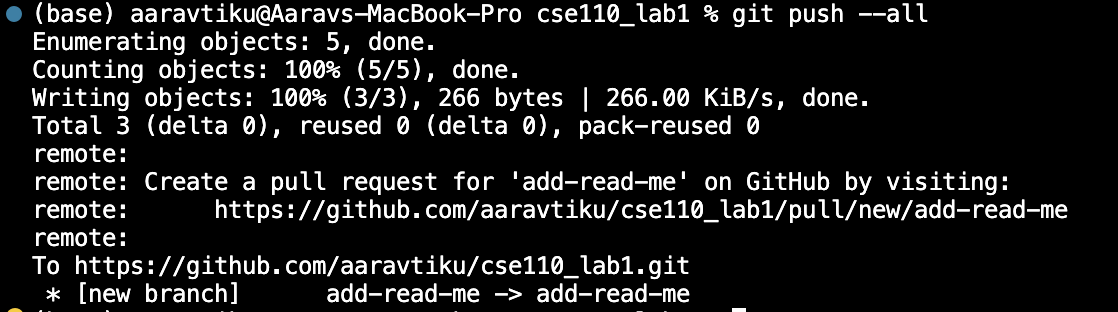 (base) aaravtiku@Aaravs-MacBook-Pro cse110_lab1 % git push --all
Enumerating objects: 5, done.
Counting objects: 100% (5/5), done.
Writing objects: 100% (3/3), 266 bytes | 266.00 KiB/s, done.
Total 3 (delta 0), reused 0 (delta 0), pack-reused 0
remote:
remote: Create a pull request for 'add-read-me' on GitHub by visiting:
remote:      https://github.com/aaravtiku/cse110_lab1/pull/new/add-read-me
remote:
To https://github.com/aaravtiku/cse110_lab1.git
 * [new branch]      add-read-me -> add-read-me